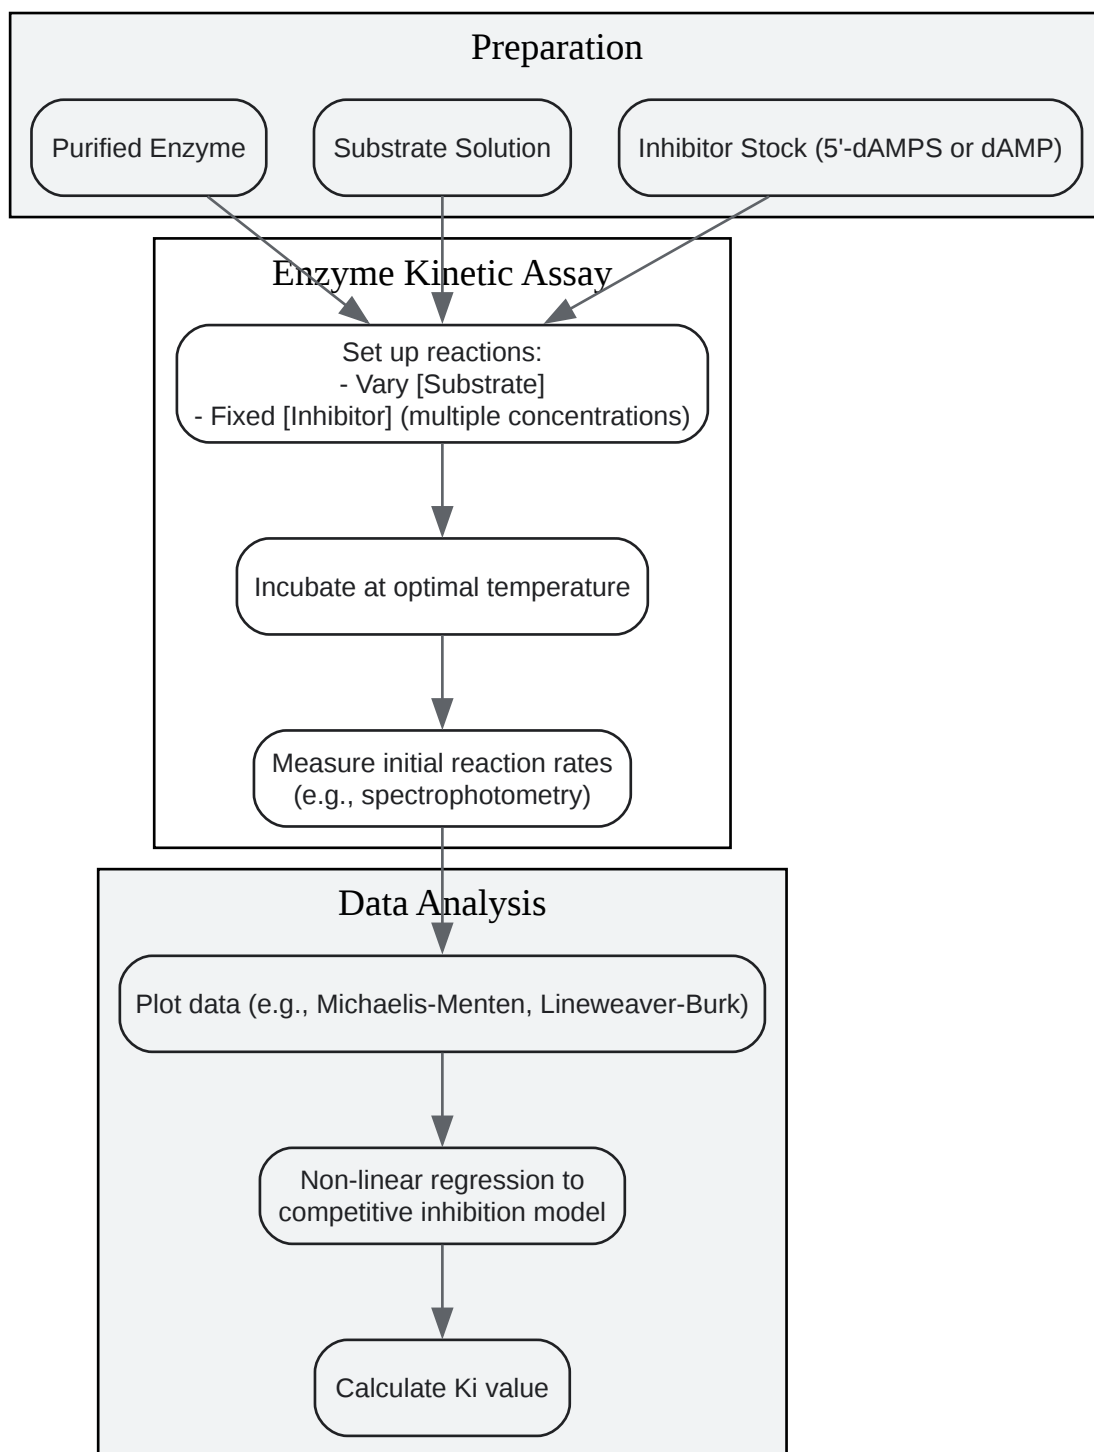 Preparation
Purified Enzyme
Substrate Solution
Inhibitor Stock (5'-dAMPS or dAMP)
Enzyme Kinetic Assay
Set up reactions:
- Vary [Substrate]
- Fixed [Inhibitor] (multiple concentrations)
Incubate at optimal temperature
Measure initial reaction rates
(e.g., spectrophotometry)
Data Analysis
Plot data (e.g., Michaelis-Menten, Lineweaver-Burk)
Non-linear regression to
competitive inhibition model
Calculate Ki value